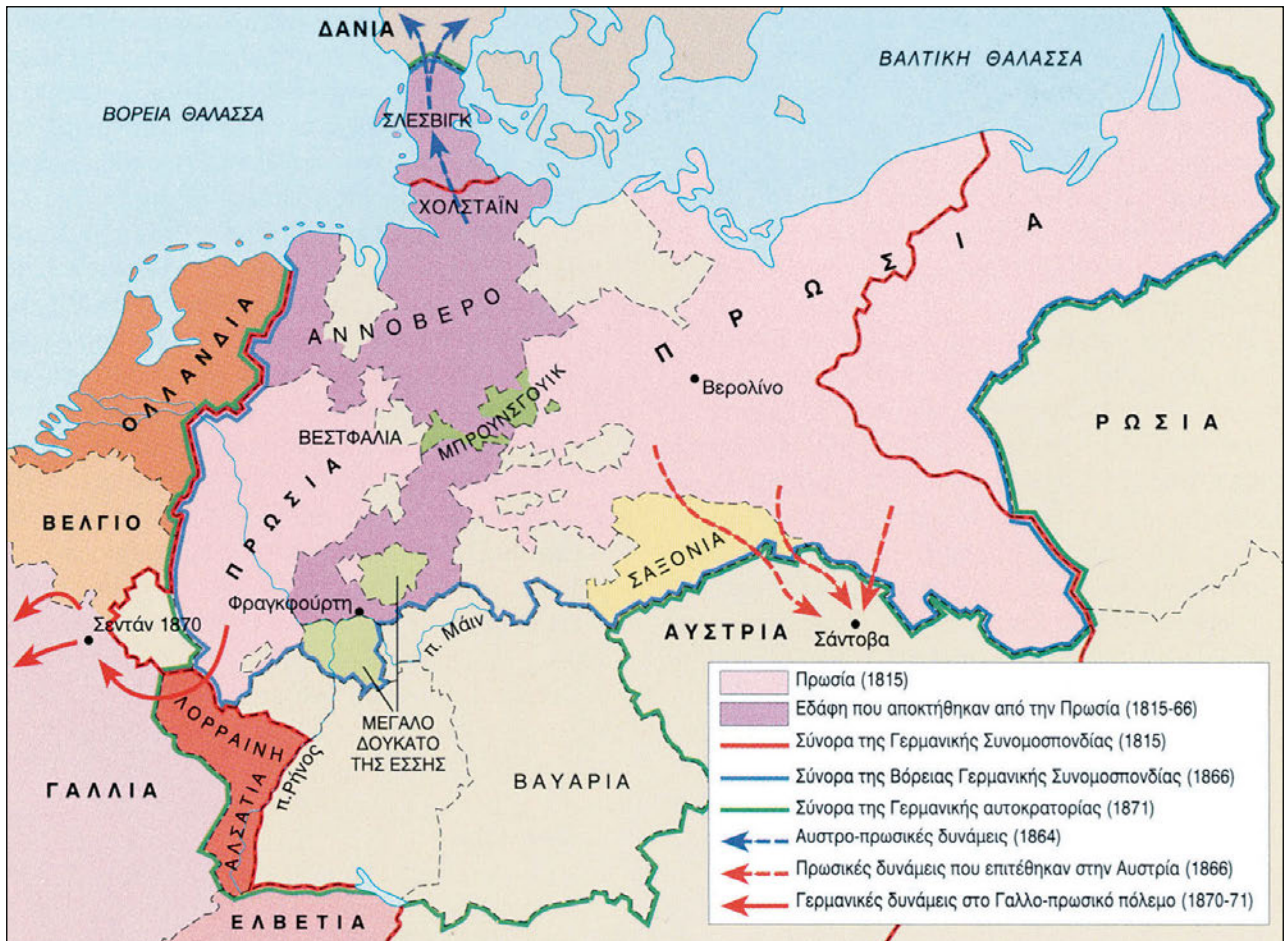 ΔΑΝΙΑ
ΒΑΛΤΙΚΗ ΘΑΛΑΣΣΑ
ΒΟΡΕΙΑ ΘΑΛΑΣΣΑ
ΣΛΕΣΒΙΓΚ
ΧΟΛΣΤΑΪΝ
ΠΡΩΣΙΑ
ΑΝΝΟΒΕΡΟ
ΟΛΛΑΝΔΙΑ
Βερολίνο
ΜΠΡΟΥΝΣΓΟΥΙΚ
ΡΩΣΙΑ
ΒΕΣΤΦΑΛΙΑ
ΠΡΩΣΙΑ
ΒΕΛΓΙΟ
ΣΑΞΟΝΙΑ
Φραγκφούρτη
Σεντάν 1870
π. Μάιν
ΑΥΣΤΡΙΑ
Σάντοβα
ΛΟΡΡΑΙΝΗ
ΜΕΓΑΛΟ
ΔΟΥΚΑΤΟ
ΤΗΣ ΕΣΣΗΣ
π.Ρήνος
ΓΑΛΛΙΑ
ΒΑΥΑΡΙΑ
ΑΛΣΑΤΙΑ
ΕΛΒΕΤΙΑ
Πρωσία (1815)
Εδάφη που αποκτήθηκαν από την Πρωσία (1815-66)
Σύνορα της Γερμανικής Συνομοσπονδίας (1815)
Σύνορα της Βόρειας Γερμανικής Συνομοσπονδίας (1866)
Σύνορα της Γερμανικής αυτοκρατορίας (1871)
Αυστρο-πρωσικές δυνάμεις (1864)
Πρωσικές δυνάμεις που επιτέθηκαν στην Αυστρία (1866)
Γερμανικές δυνάμεις στο Γαλλο-πρωσικό πόλεμο (1870-71)